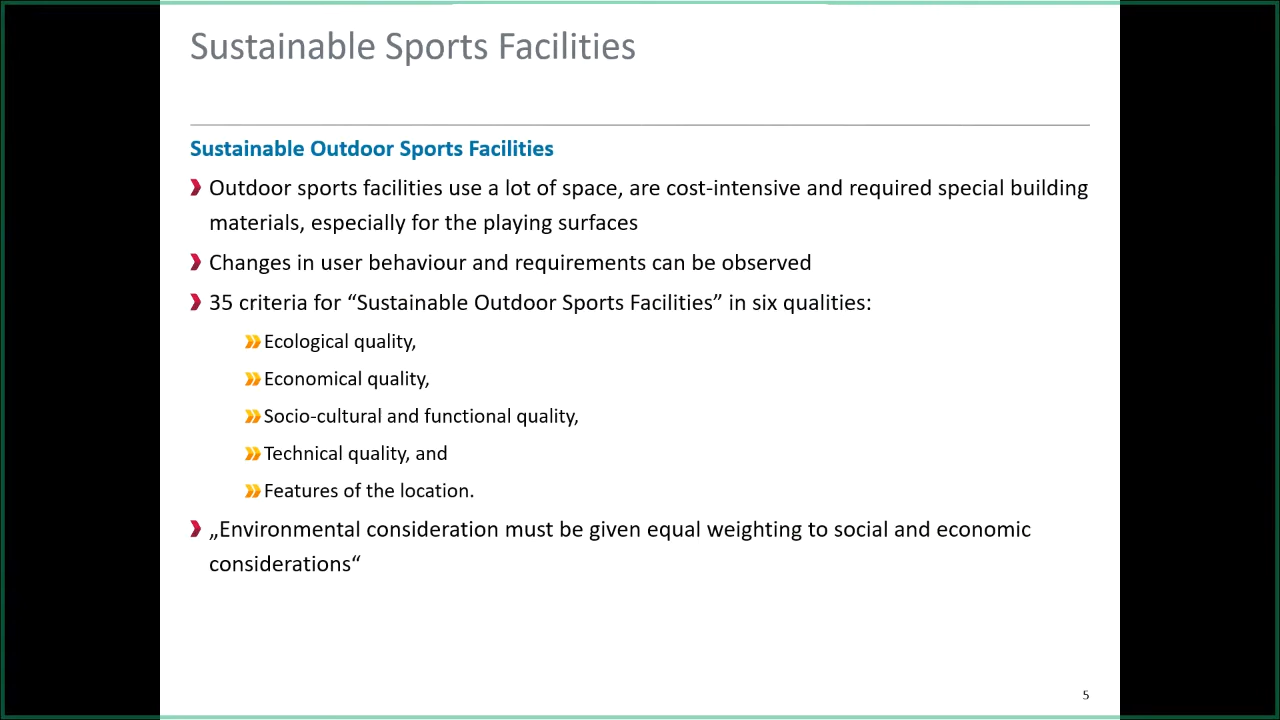 Sustainable Sports Facilities
Sustainable Outdoor Sports Facilities
Outdoor sports facilities use a lot of space, are cost-intensive and required special building
materials, especially for the playing surfaces
Changes in user behaviour and requirements can be observed
35 criteria for “Sustainable Outdoor Sports Facilities” in six qualities:
Ecological quality,
Economical quality,
Socio-cultural and functional quality,
Technical quality, and
Features of the location.
„Environmental consideration must be given equal weighting to social and economic
considerations“
5